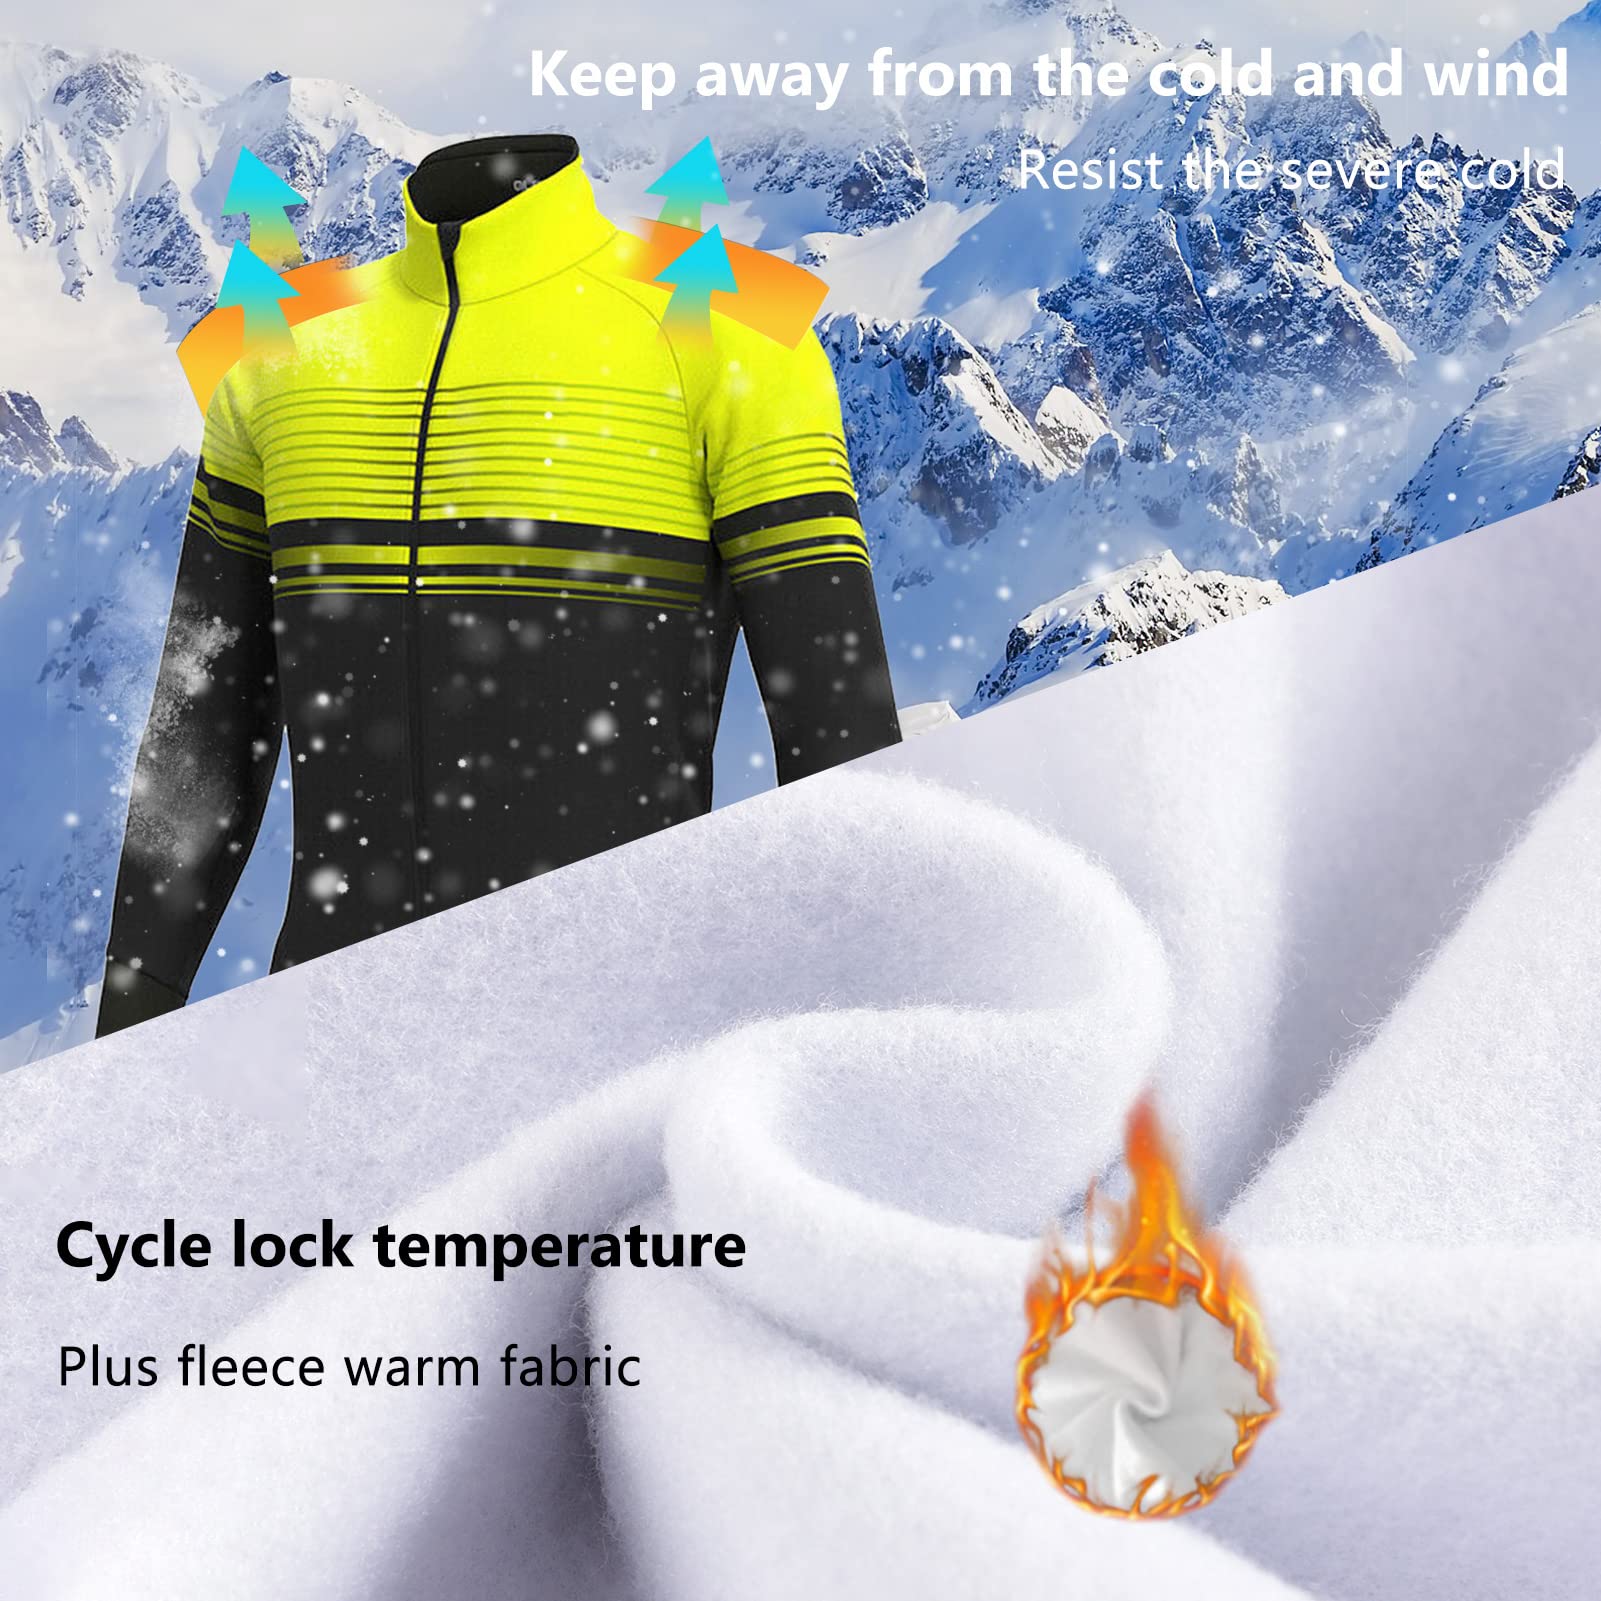 Keep away from the cold and wind
Resist the severe cold
Cycle lock temperature
Plus fleece warm fabric